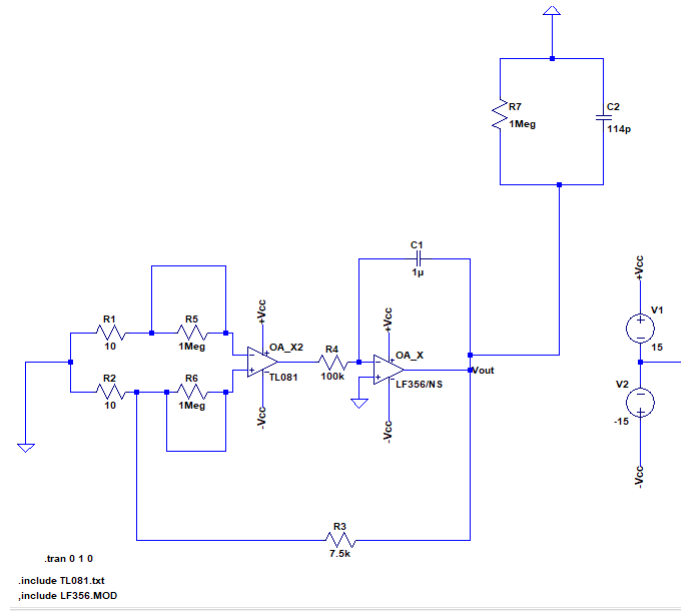 R7
1Meg
C2
114p
C1
1µ
+Vcc
V1
15
R1
10
R5
1Meg
+Vcc
OA_X2
TL081
-Vcc
R4
100k
+Vcc
OA_X
LF356/NS
-Vcc
Vout
R2
10
R6
1Meg
V2
-15
-Vcc
R3
7.5k
.tran 0 1 0
.include TL081.txt
,include LF356.MOD